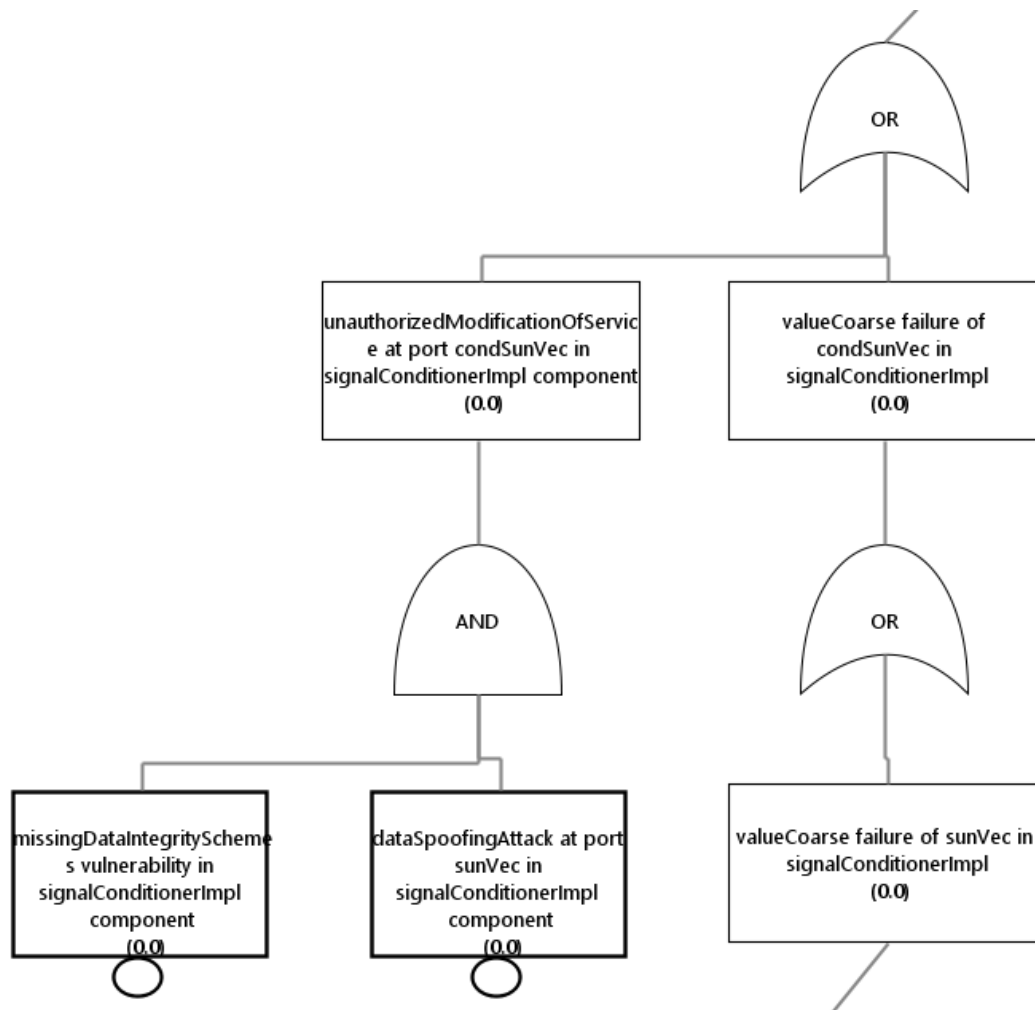 OR
unauthorizedModificationOfServic
e at port condSunVec in
signalConditionerImpl component
(0.0)
valueCoarse failure of
condSunVec in
signalConditionerImpl
(0.0)
AND
OR
missingDataIntegrityScheme
s vulnerability in
signalConditionerImpl
component
(0.0)
dataSpoofingAttack at port
sunVec in
signalConditionerImpl
component
(0.0)
valueCoarse failure of sunVec in
signalConditionerImpl
(0.0)